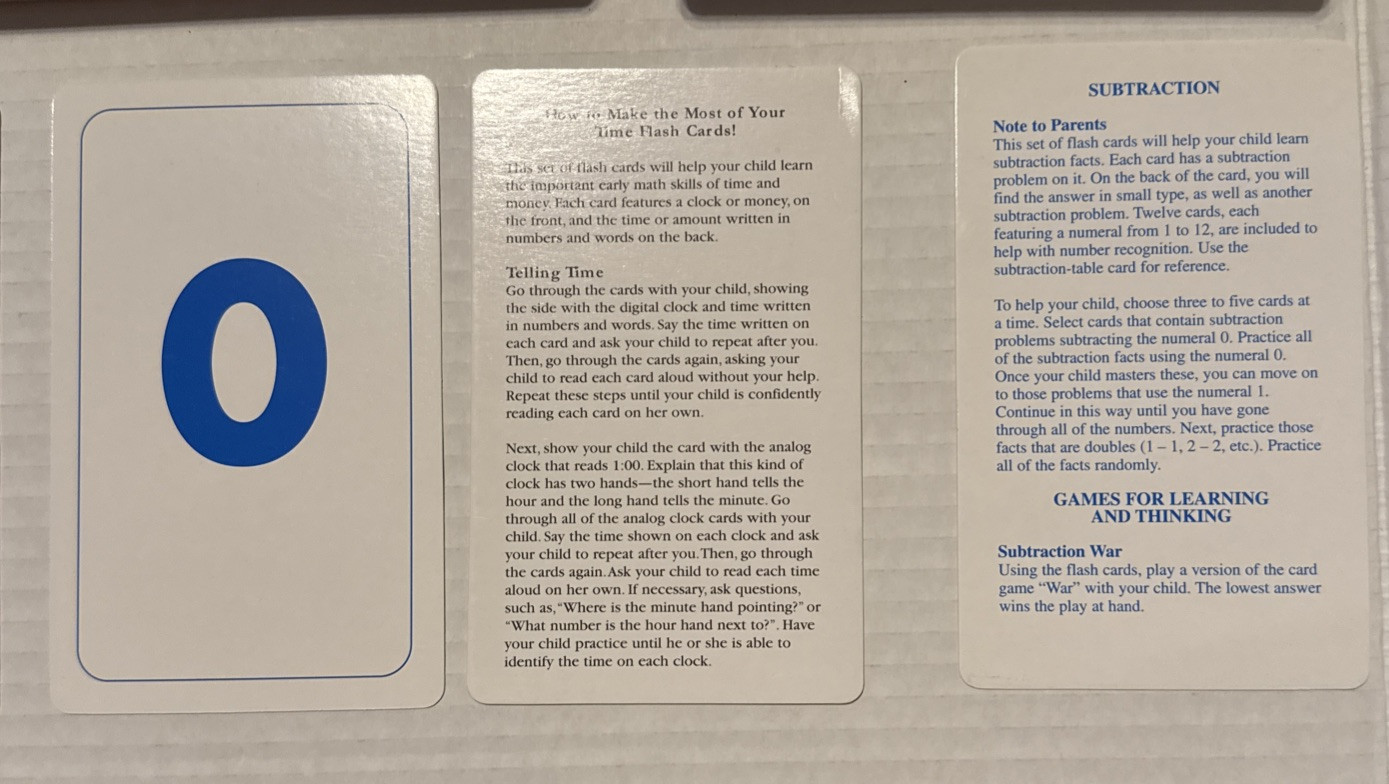 0
How to Make the Most of Your
Time Flash Cards!
This set of flash cards will help your child learn
the important early math skills of time and
money. Each card features a clock or money, on
the front, and the time or amount written in
numbers and words on the back.
Telling Time
Go through the cards with your child, showing
the side with the digital clock and time written
in numbers and words. Say the time written on
each card and ask your child to repeat after you.
Then, go through the cards again, asking your
child to read each card aloud without your help.
Repeat these steps until your child is confidently
reading each card on her own.
Next, show your child the card with the analog
clock that reads 1:00. Explain that this kind of
clock has two hands—the short hand tells the
hour and the long hand tells the minute. Go
through all of the analog clock cards with your
child. Say the time shown on each clock and ask
your child to repeat after you. Then, go through
the cards again. Ask your child to read each time
aloud on her own. If necessary, ask questions,
such as, “Where is the minute hand pointing?” or
“What number is the hour hand next to?”. Have
your child practice until he or she is able to
identify the time on each clock.
SUBTRACTION
Note to Parents
This set of flash cards will help your child learn
subtraction facts. Each card has a subtraction
problem on it. On the back of the card, you will
find the answer in small type, as well as another
subtraction problem. Twelve cards, each
featuring a numeral from 1 to 12, are included to
help with number recognition. Use the
subtraction-table card for reference.
To help your child, choose three to five cards at
a time. Select cards that contain subtraction
problems subtracting the numeral 0. Practice all
of the subtraction facts using the numeral 0.
Once your child masters these, you can move on
to those problems that use the numeral 1.
Continue in this way until you have gone
through all of the numbers. Next, practice those
facts that are doubles (1 – 1, 2 – 2, etc.). Practice
all of the facts randomly.
GAMES FOR LEARNING
AND THINKING
Subtraction War
Using the flash cards, play a version of the card
game “War” with your child. The lowest answer
wins the play at hand.